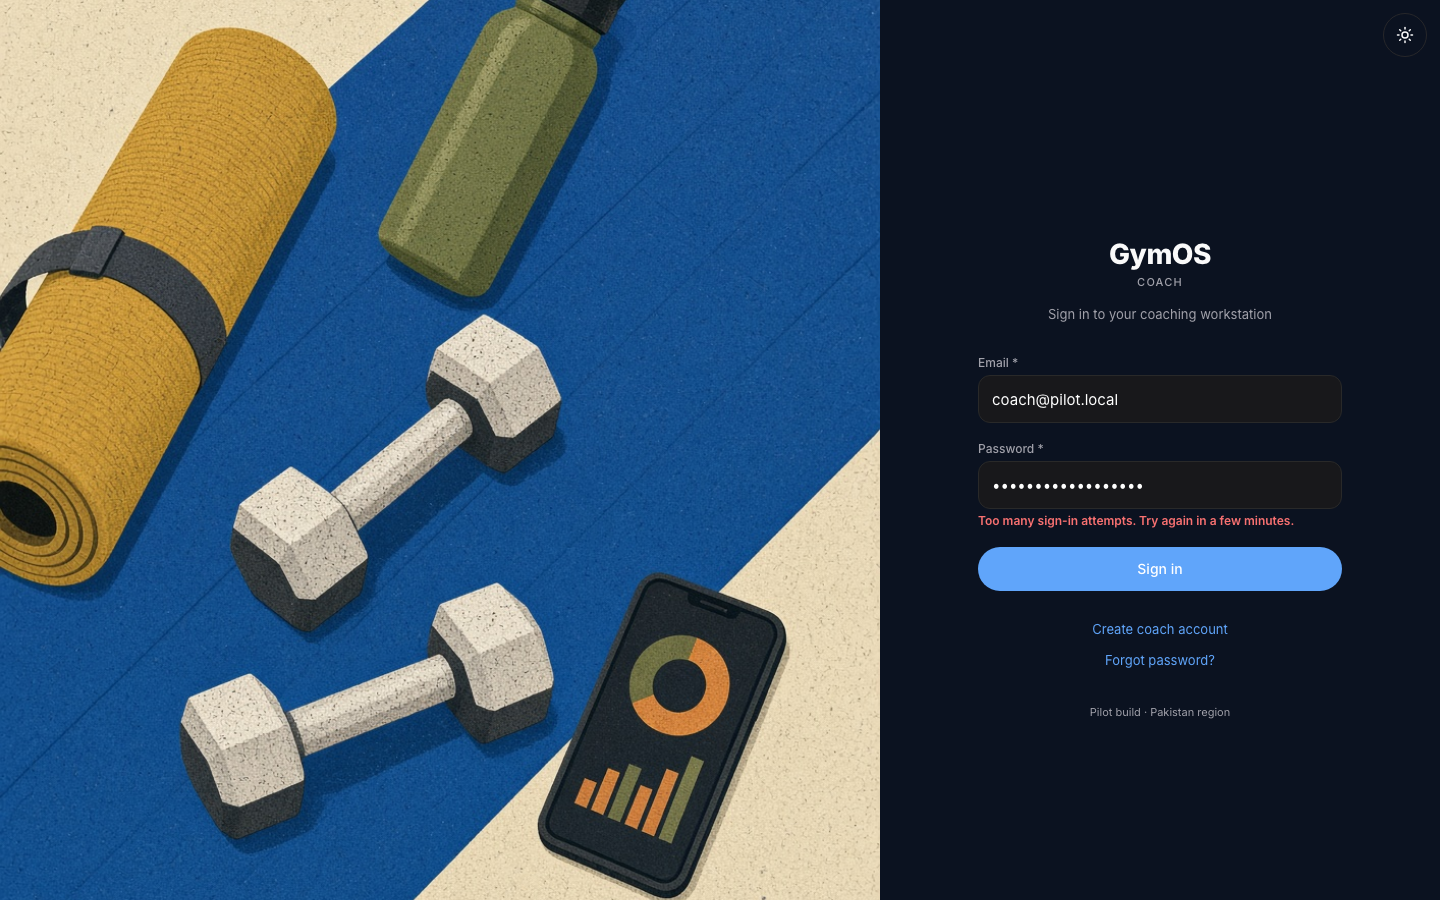 GymOS
COACH
Sign in to your coaching workstation
Email *
coach@pilot.local
Password *
••••••••••••••••••
Too many sign-in attempts. Try again in a few minutes.
Sign in
Create coach account
Forgot password?
Pilot build · Pakistan region